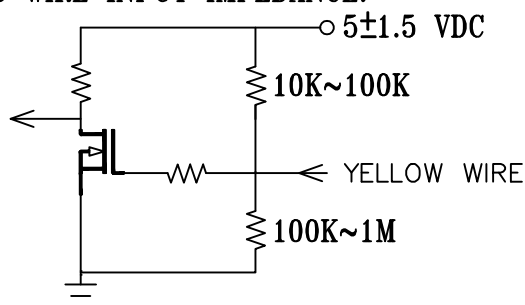 WIRE INPUT IMPEDANCE.
5±1.5 VDC
10K~100K
YELLOW WIRE
100K~1M